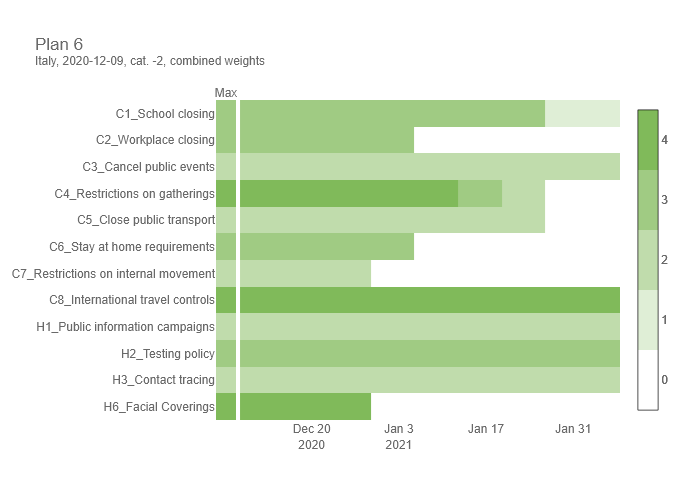 Plan 6
Italy, 2020-12-09, cat. -2, combined weights
Max
C1_School closing
C2_Workplace closing
C3_Cancel public events
C4_Restrictions on gatherings
C5_Close public transport
C6_Stay at home requirements
C7_Restrictions on internal movement
C8_International travel controls
H1_Public information campaigns
H2_Testing policy
H3_Contact tracing
H6_Facial Coverings
Dec 20 Jan 3 Jan 17 Jan 31
2020 2021
4
3
2
1
0